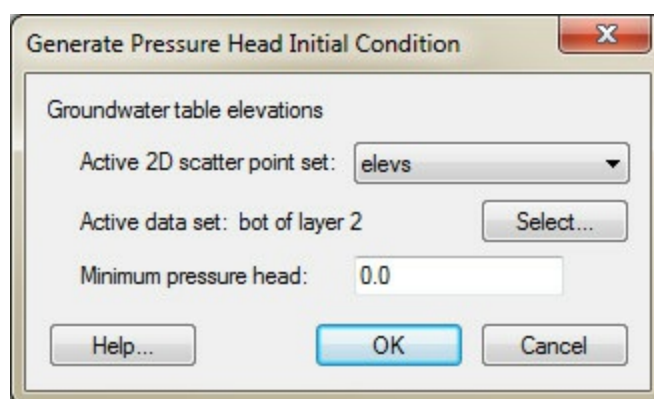 Generate Pressure Head Initial Condition
Groundwater table elevations
Active 2D scatter point set: elevs
Active data set: bot of layer 2 Select...
Minimum pressure head: 0.0
Help... OK Cancel